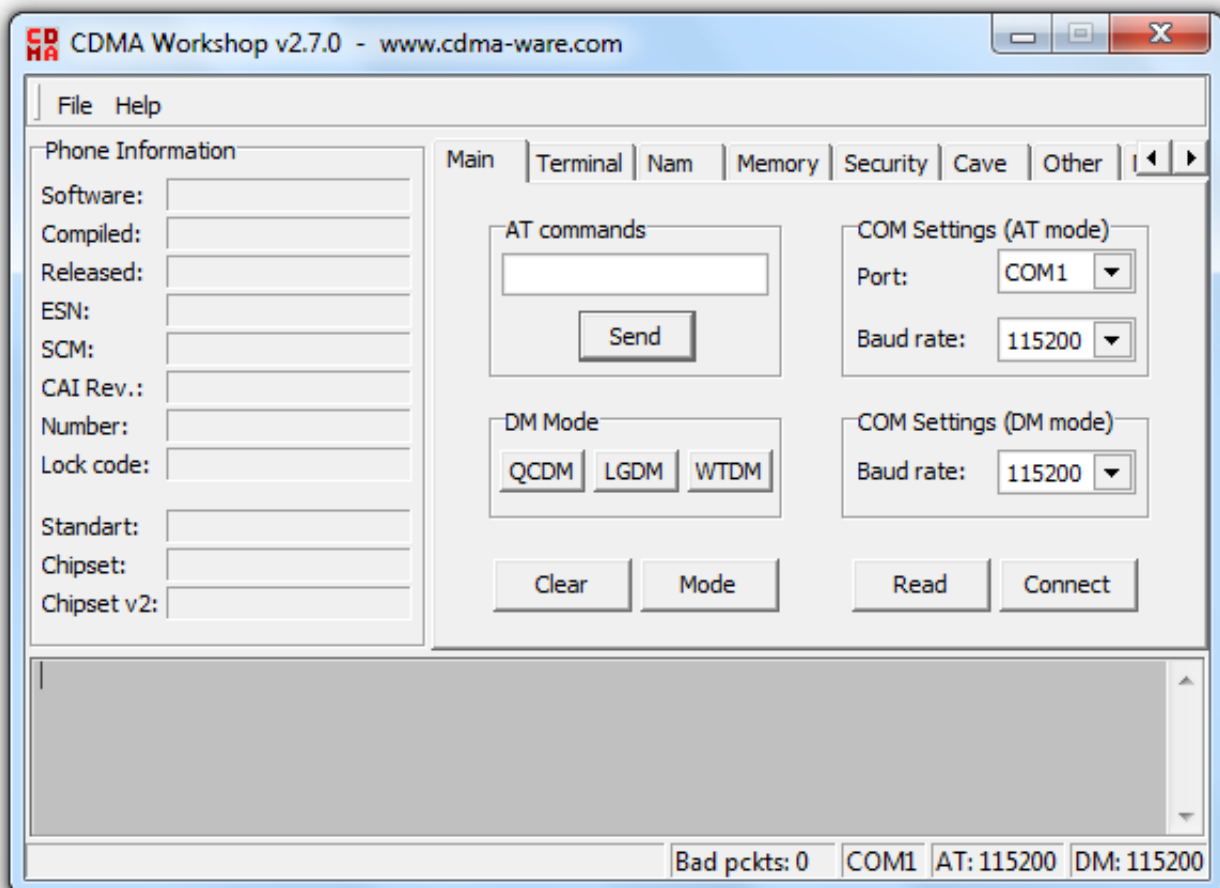 CD
MA
CDMA Workshop v2.7.0 - www.cdma-ware.com
File Help
Phone Information
Software:
Compiled:
Released:
ESN:
SCM:
CAI Rev.:
Number:
Lock code:
Standart:
Chipset:
Chipset v2:
Main Terminal Nam Memory Security Cave Other
AT commands
Send
COM Settings (AT mode)
Port: COM1
Baud rate: 115200
DM Mode
QCDM LGDM WTDM
COM Settings (DM mode)
Baud rate: 115200
Clear Mode Read Connect
Bad pckts: 0 COM1 AT: 115200 DM: 115200